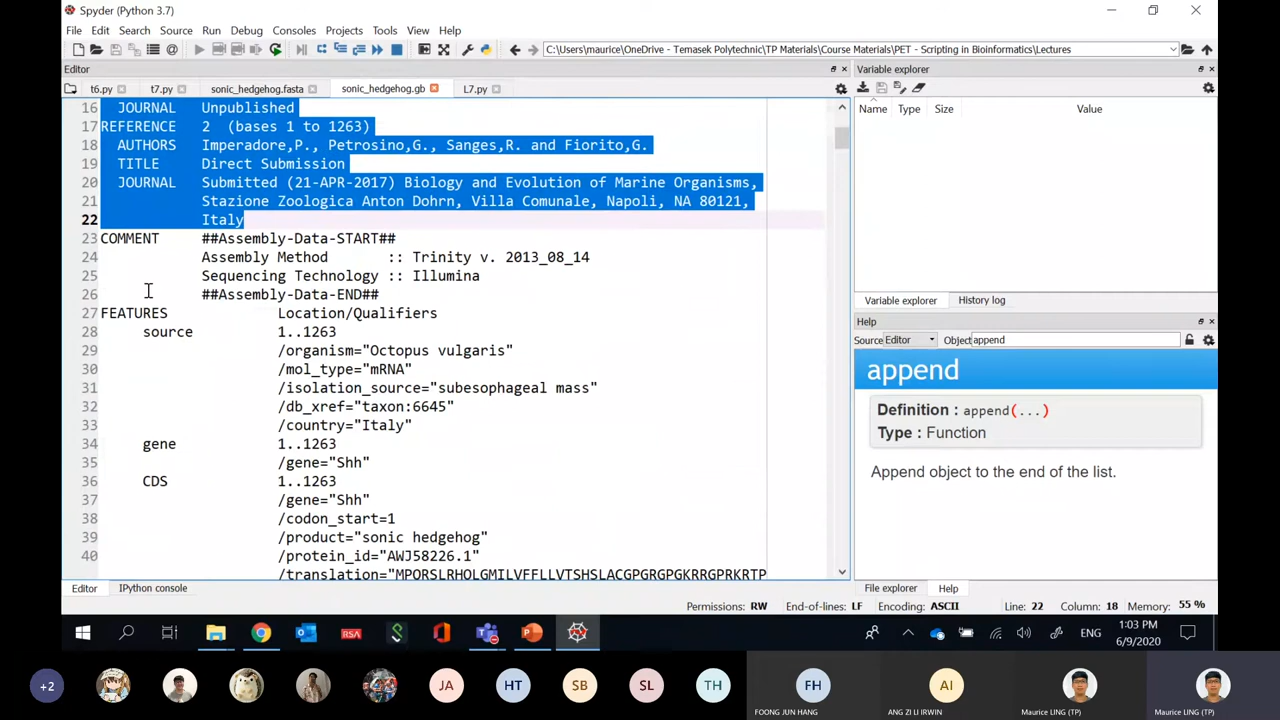 Spyder (Python 3.7)
File Edit Search Source Run Debug Consoles Projects Tools View Help
C:\Users\maurice\OneDrive - Temasek Polytechnic\TP Materials\Course Materials\PET - Scripting in Bioinformatics\Lectures
Editor
t6.py t7.py sonic_hedgehog.fasta sonic_hedgehog.gb L7.py
16 JOURNAL Unpublished
17 REFERENCE 2 (bases 1 to 1263)
18 AUTHORS Imperadore,P., Petrosino,G., Sanges,R. and Fiorito,G.
19 TITLE Direct Submission
20 JOURNAL Submitted (21-APR-2017) Biology and Evolution of Marine Organisms,
21 Stazione Zoologica Anton Dohrn, Villa Comunale, Napoli, NA 80121,
22 Italy
23 COMMENT ##Assembly-Data-START##
24 Assembly Method :: Trinity v. 2013_08_14
25 Sequencing Technology :: Illumina
26 ##Assembly-Data-END##
27 FEATURES Location/Qualifiers
28 source 1..1263
29 /organism="Octopus vulgaris"
30 /mol_type="mRNA"
31 /isolation_source="subesophageal mass"
32 /db_xref="taxon:6645"
33 /country="Italy"
34 gene 1..1263
35 /gene="Shh"
36 CDS 1..1263
37 /gene="Shh"
38 /codon_start=1
39 /product="sonic hedgehog"
40 /protein_id="AWJ58226.1"
/translation="MPQRSLRHQLGMILVFFLLVTSHSLACGPGRGPGKRRGPRKRTP
Editor IPython console
Variable explorer
Name Type Size Value
Variable explorer History log
Help
Source Editor Object append
append
Definition : append(...)
Type : Function
Append object to the end of the list.
File explorer Help
Permissions: RW End-of-lines: LF Encoding: ASCII Line: 22 Column: 18 Memory: 55 %
RSA
ENG
1:03 PM
6/9/2020
+2 JA HT SB SL TH FH AI
FOONG JUN HANG ANG ZI LI IRWIN Maurice LING (TP) Maurice LING (TP)